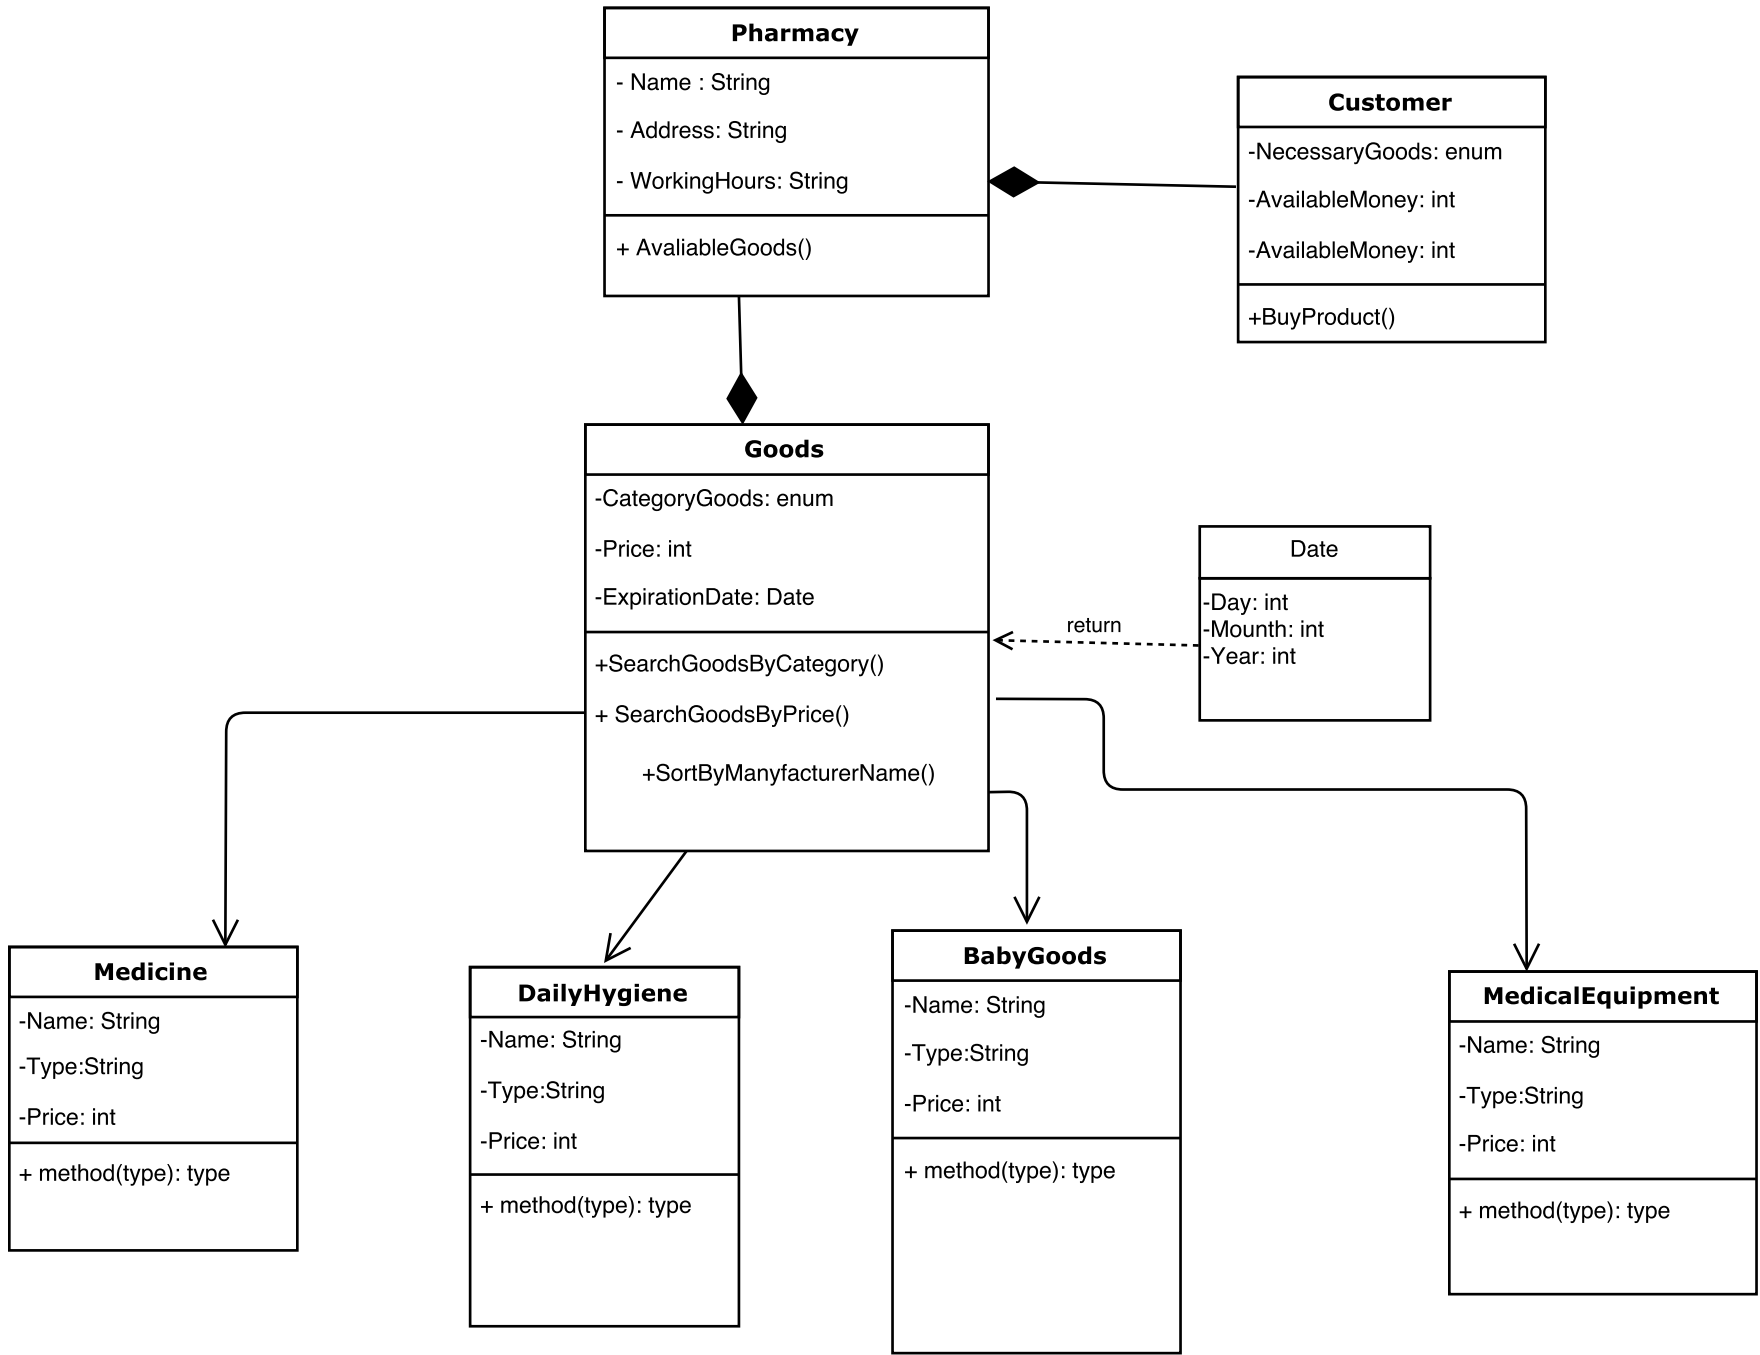 Pharmacy
- Name : String
- Address: String
- WorkingHours: String
+ AvaliableGoods()
Customer
-NecessaryGoods: enum
-AvailableMoney: int
-AvailableMoney: int
+BuyProduct()
Goods
-CategoryGoods: enum
-Price: int
-ExpirationDate: Date
+SearchGoodsByCategory()
+ SearchGoodsByPrice()
+SortByManyfacturerName()
return
Date
-Day: int
-Mounth: int
-Year: int
Medicine
-Name: String
-Type:String
-Price: int
+ method(type): type
DailyHygiene
-Name: String
-Type:String
-Price: int
+ method(type): type
BabyGoods
-Name: String
-Type:String
-Price: int
+ method(type): type
MedicalEquipment
-Name: String
-Type:String
-Price: int
+ method(type): type